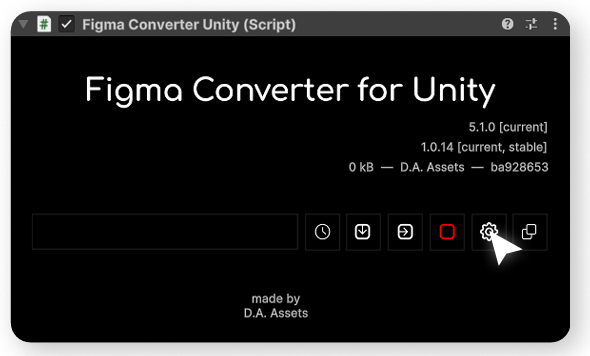 Figma Converter Unity (Script)
Figma Converter for Unity
5.1.0 [current]
1.0.14 [current, stable]
0 kB — D.A. Assets — ba928653
made by
D.A. Assets